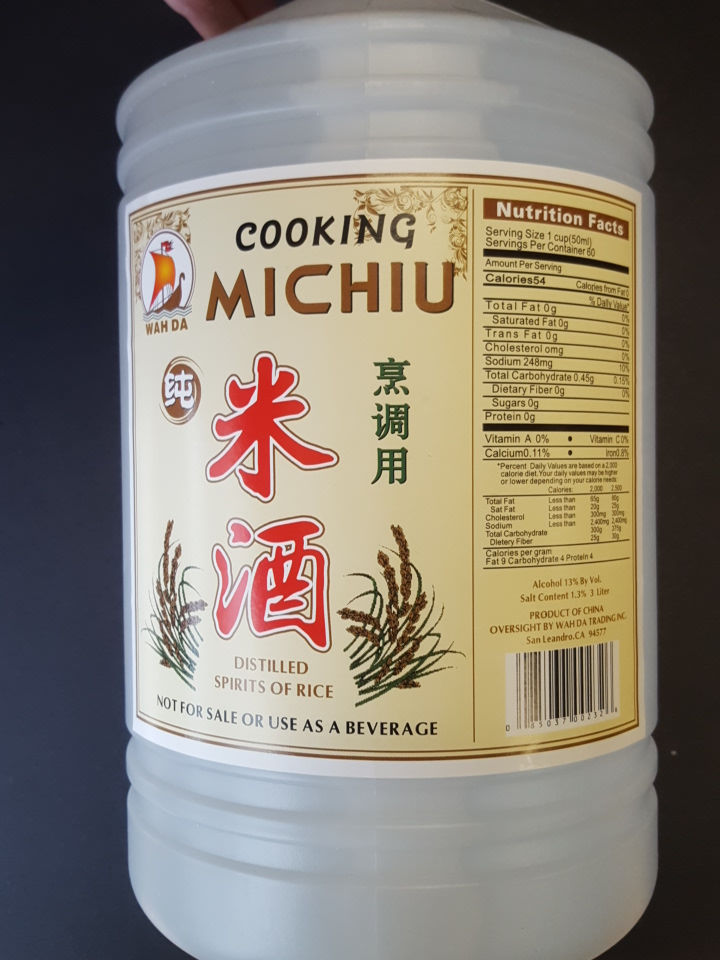 COOKING
MICHIU
WAH DA
纯
米酒
烹调用
DISTILLED
SPIRITS OF RICE
NOT FOR SALE OR USE AS A BEVERAGE
Nutrition Facts
Serving Size 1 cup(50ml)
Servings Per Container 60
Amount Per Serving
Calories54 Calories from Fat 0
% Daily Value*
Total Fat 0g 0%
Saturated Fat 0g 0%
Trans Fat 0g 0%
Cholesterol omg 0%
Sodium 248mg 10%
Total Carbohydrate 0.45g 0.15%
Dietary Fiber 0g 0%
Sugars 0g
Protein 0g
Vitamin A 0% • Vitamin C0%
Calcium0.11% • Iron0.8%
*Percent Daily Values are based on a 2,000
calorie diet.Your daily values may be higher
or lower depending on your calorie needs:
Calories: 2,000 2,500
Total Fat Less than 65g 80g
Sat Fat Less than 20g 25g
Cholesterol Less than 300mg 300mg
Sodium Less than 2,400mg 2,400mg
Total Carbohydrate 300g 375g
Dletery Fiber 25g 30g
Calories per gram
Fat 9 Carbohydrate 4 Protein 4
Alcohol 13% By Vol.
Salt Content 1.3% 3 Liter
PRODUCT OF CHINA
OVERSIGHT BY WAH DA TRADING INC.
San Leandro.CA 94577